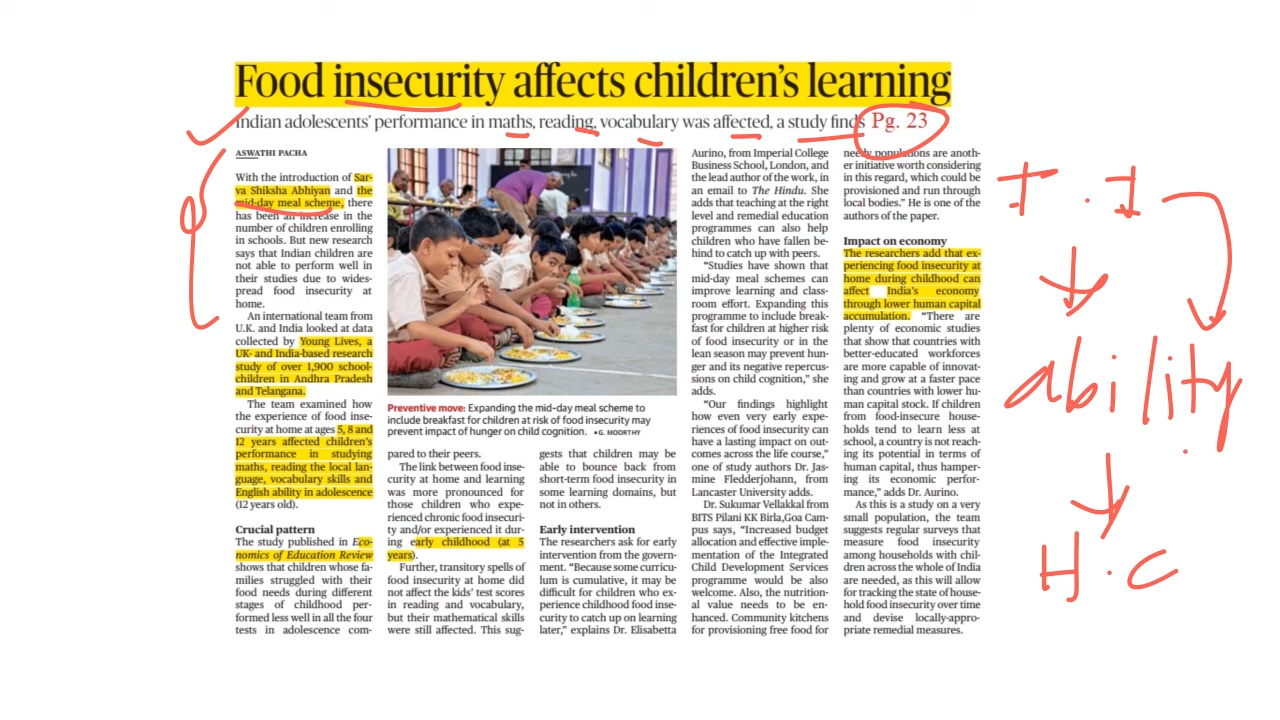 Food insecurity affects children's learning
Indian adolescents' performance in maths, reading, vocabulary was affected, a study finds
Pg. 23
ASWATHI PACHA
With the introduction of Sar-
va Shiksha Abhiyan and the
mid-day meal scheme, there
has been an increase in the
number of children enrolling
in schools. But new research
says that Indian children are
not able to perform well in
their studies due to wides-
pread food insecurity at
home.
An international team from
U.K. and India looked at data
collected by Young Lives, a
UK- and India-based research
study of over 1,900 school-
children in Andhra Pradesh
and Telangana.
The team examined how
the experience of food inse-
curity at home at ages 5, 8 and
12 years affected children's
performance in studying
maths, reading the local lan-
guage, vocabulary skills and
English ability in adolescence
(12 years old).
Crucial pattern
The study published in Eco-
nomics of Education Review
shows that children whose fa-
milies struggled with their
food needs during different
stages of childhood per-
formed less well in all the four
tests in adolescence com-
Preventive move: Expanding the mid-day meal scheme to
include breakfast for children at risk of food insecurity may
prevent impact of hunger on child cognition. •G. MOORTHY
pared to their peers.
The link between food inse-
curity at home and learning
was more pronounced for
those children who expe-
rienced chronic food insecuri-
ty and/or experienced it dur-
ing early childhood (at 5
years).
Further, transitory spells of
food insecurity at home did
not affect the kids' test scores
in reading and vocabulary,
but their mathematical skills
were still affected. This sug-
gests that children may be
able to bounce back from
short-term food insecurity in
some learning domains, but
not in others.
Early intervention
The researchers ask for early
intervention from the govern-
ment. "Because some curricu-
lum is cumulative, it may be
difficult for children who ex-
perience childhood food inse-
curity to catch up on learning
later," explains Dr. Elisabetta
Aurino, from Imperial College
Business School, London, and
the lead author of the work, in
an email to The Hindu. She
adds that teaching at the right
level and remedial education
programmes can also help
children who have fallen be-
hind to catch up with peers.
"Studies have shown that
mid-day meal schemes can
improve learning and class-
room effort. Expanding this
programme to include break-
fast for children at higher risk
of food insecurity or in the
lean season may prevent hun-
ger and its negative repercus-
sions on child cognition," she
adds.
"Our findings highlight
how even very early expe-
riences of food insecurity can
have a lasting impact on out-
comes across the life course,"
one of study authors Dr. Jas-
mine Fledderjohann, from
Lancaster University adds.
Dr. Sukumar Vellakkal from
BITS Pilani KK Birla,Goa Cam-
pus says, "Increased budget
allocation and effective imple-
mentation of the Integrated
Child Development Services
programme would be also
welcome. Also, the nutrition-
al value needs to be en-
hanced. Community kitchens
for provisioning free food for
needy populations are anoth-
er initiative worth considering
in this regard, which could be
provisioned and run through
local bodies." He is one of the
authors of the paper.
Impact on economy
The researchers add that ex-
periencing food insecurity at
home during childhood can
affect India's economy
through lower human capital
accumulation. "There are
plenty of economic studies
that show that countries with
better-educated workforces
are more capable of innovat-
ing and grow at a faster pace
than countries with lower hu-
man capital stock. If children
from food-insecure house-
holds tend to learn less at
school, a country is not reach-
ing its potential in terms of
human capital, thus hamper-
ing its economic perfor-
mance," adds Dr. Aurino.
As this is a study on a very
small population, the team
suggests regular surveys that
measure food insecurity
among households with chil-
dren across the whole of India
are needed, as this will allow
for tracking the state of house-
hold food insecurity over time
and devise locally-appro-
priate remedial measures.
ability
H.C